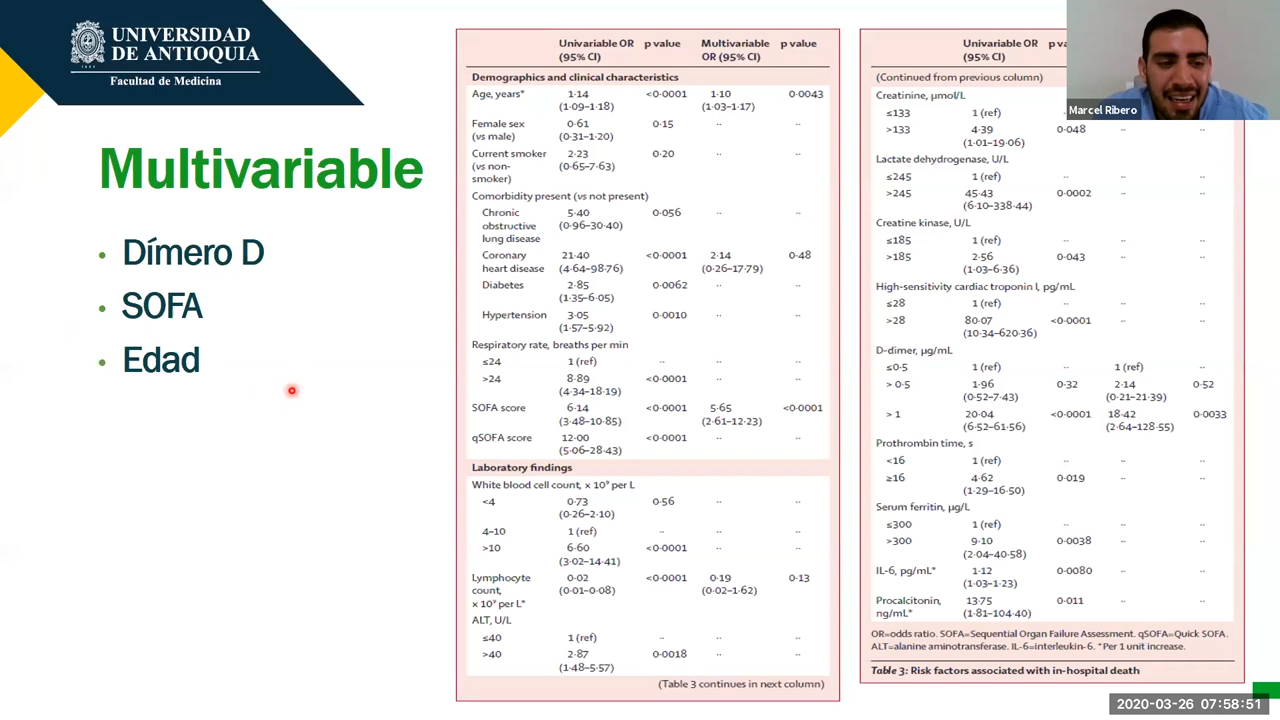 UNIVERSIDAD
DE ANTIOQUIA
1803
Facultad de Medicina
Multivariable
• Dímero D
• SOFA
• Edad
Univariable OR p value Multivariable p value
(95% CI) OR (95% CI)
Demographics and clinical characteristics
Age, years* 1·14 <0·0001 1·10 0·0043
(1·09–1·18) (1·03–1·17)
Female sex 0·61 0·15 ·· ··
(vs male) (0·31–1·20)
Current smoker 2·23 0·20 ·· ··
(vs non- (0·65–7·63)
smoker)
Comorbidity present (vs not present)
Chronic 5·40 0·056 ·· ··
obstructive (0·96–30·40)
lung disease
Coronary 21·40 <0·0001 2·14 0·48
heart disease (4·64–98·76) (0·26–17·79)
Diabetes 2·85 0·0062 ·· ··
(1·35–6·05)
Hypertension 3·05 0·0010 ·· ··
(1·57–5·92)
Respiratory rate, breaths per min
≤24 1 (ref) ·· ·· ··
>24 8·89 <0·0001 ·· ··
(4·34–18·19)
SOFA score 6·14 <0·0001 5·65 <0·0001
(3·48–10·85) (2·61–12·23)
qSOFA score 12·00 <0·0001 ·· ··
(5·06–28·43)
Laboratory findings
White blood cell count, x 10⁹ per L
<4 0·73 0·56 ·· ··
(0·26–2·10)
4–10 1 (ref) ·· ·· ··
>10 6·60 <0·0001 ·· ··
(3·02–14·41)
Lymphocyte 0·02 <0·0001 0·19 0·13
count, (0·01–0·08) (0·02–1·62)
x 10⁹ per L*
ALT, U/L
≤40 1 (ref) ·· ·· ··
>40 2·87 0·0018 ·· ··
(1·48–5·57)
(Table 3 continues in next column)
Univariable OR
(95% CI)
(Continued from previous column)
Creatinine, μmol/L
≤133 1 (ref)
>133 4·39 0·048 ·· ··
(1·01–19·06)
Lactate dehydrogenase, U/L
≤245 1 (ref) ·· ·· ··
>245 45·43 0·0002 ·· ··
(6·10–338·44)
Creatine kinase, U/L
≤185 1 (ref) ·· ·· ··
>185 2·56 0·043 ·· ··
(1·03–6·36)
High-sensitivity cardiac troponin I, pg/mL
≤28 1 (ref) ·· ·· ··
>28 80·07 <0·0001 ·· ··
(10·34–620·36)
D-dimer, μg/mL
≤0·5 1 (ref) ·· 1 (ref) ··
>0·5 1·96 0·32 2·14 0·52
(0·52–7·43) (0·21–21·39)
>1 20·04 <0·0001 18·42 0·0033
(6·52–61·56) (2·64–128·55)
Prothrombin time, s
<16 1 (ref) ·· ·· ··
≥16 4·62 0·019 ·· ··
(1·29–16·50)
Serum ferritin, μg/L
≤300 1 (ref) ·· ·· ··
>300 9·10 0·0038 ·· ··
(2·04–40·58)
IL-6, pg/mL* 1·12 0·0080 ·· ··
(1·03–1·23)
Procalcitonin, 13·75 0·011 ·· ··
ng/mL* (1·81–104·40)
OR=odds ratio. SOFA=Sequential Organ Failure Assessment. qSOFA=Quick SOFA.
ALT=alanine aminotransferase. IL-6=interleukin-6. *Per 1 unit increase.
Table 3: Risk factors associated with in-hospital death
Marcel Ribero
2020-03-26 07:58:51